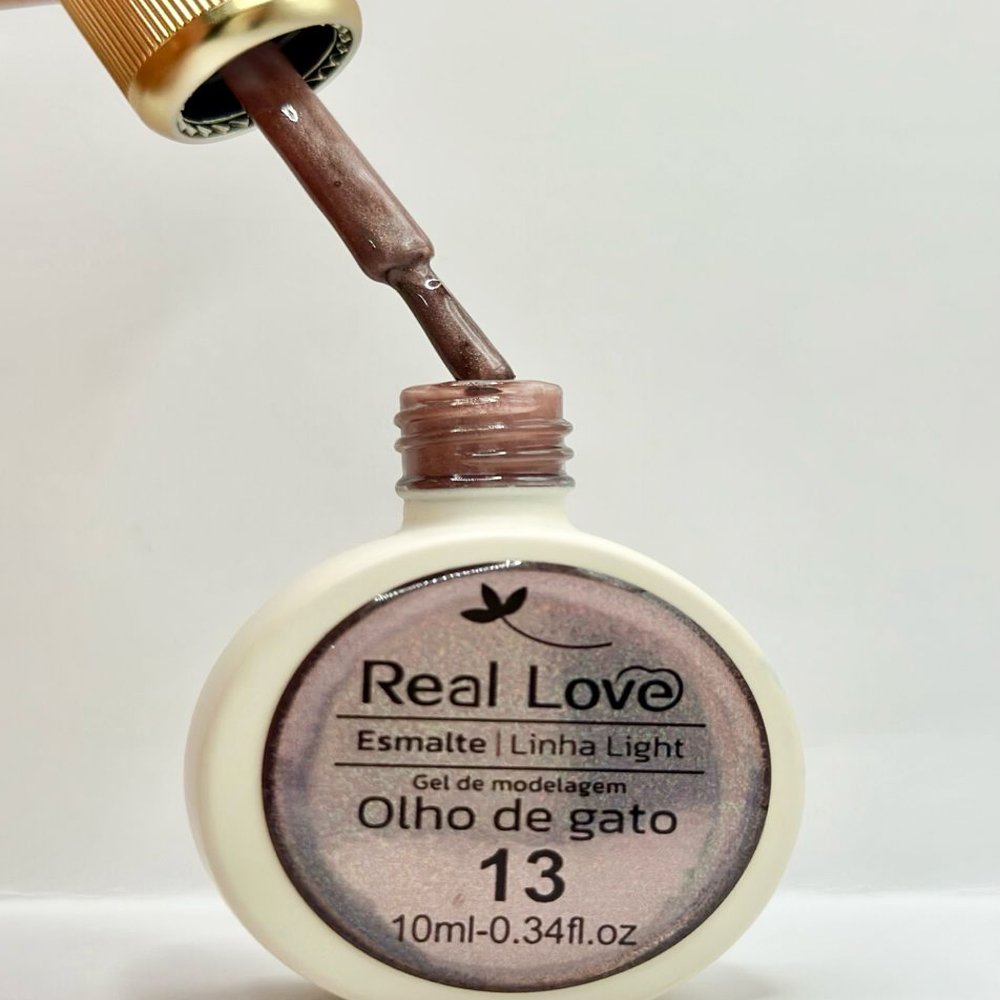 Real Love
Esmalte | Linha Light
Gel de modelagem
Olho de gato
13
10ml-0.34fl.oz